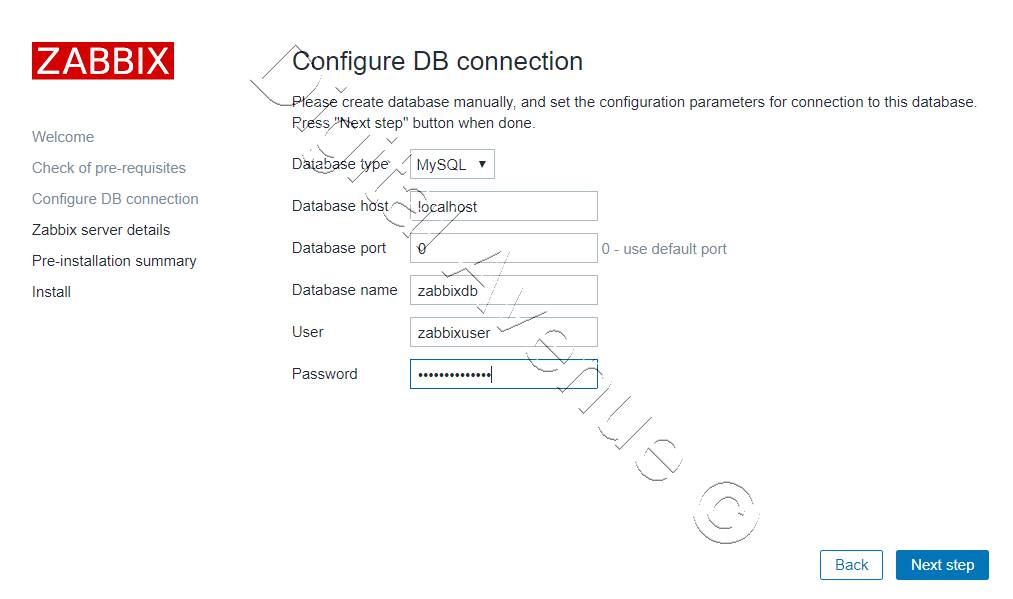 ZABBIX
Welcome
Check of pre-requisites
Configure DB connection
Zabbix server details
Pre-installation summary
Install
Configure DB connection
Please create database manually, and set the configuration parameters for connection to this database.
Press "Next step" button when done.
Database type MySQL ▼
Database host localhost
Database port 0 0 - use default port
Database name zabbixdb
User zabbixuser
Password ••••••••••••••
Back Next step
Avenue ©